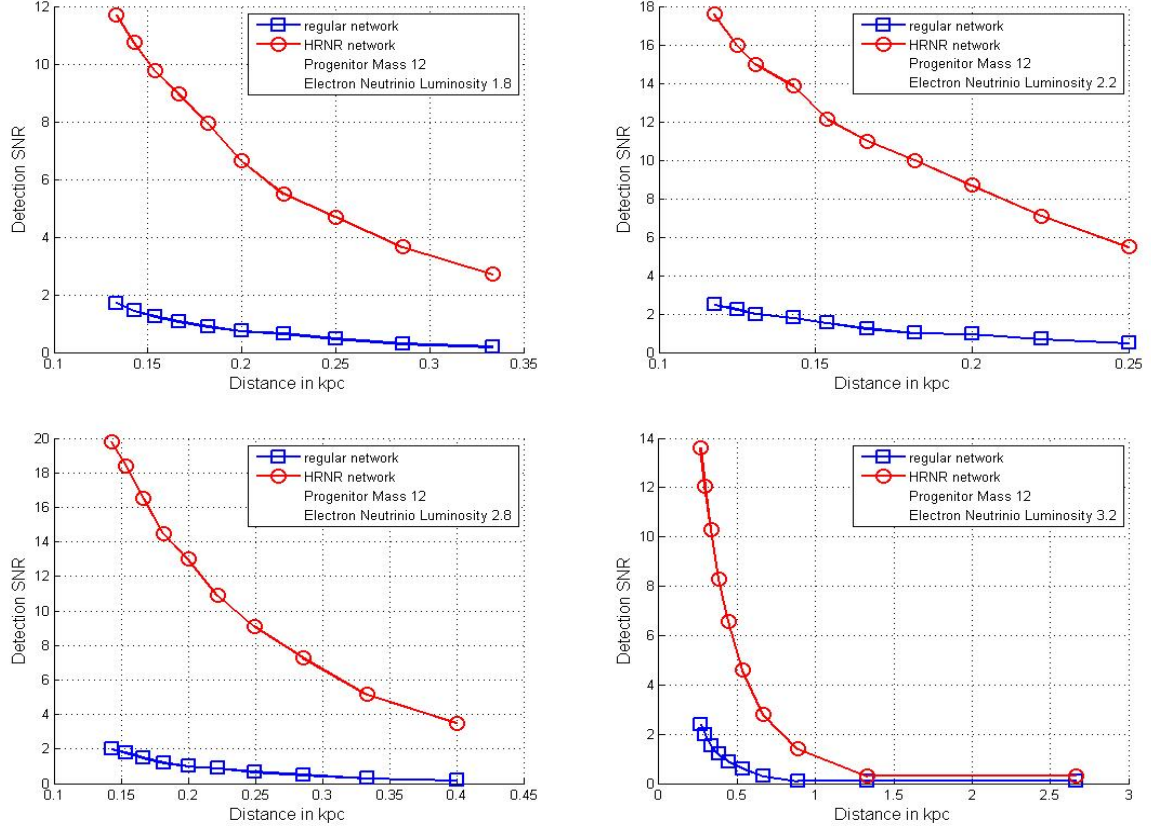 12
10
8
6
4
2
0
0.1
0.15
0.2
0.25
0.3
0.35
Detection SNR
Distance in kpc
regular network
HRNR network
Progenitor Mass 12
Electron Neutrinio Luminosity 1.8
18
16
14
12
10
8
6
4
2
0
0.1
0.15
0.2
0.25
Detection SNR
Distance in kpc
regular network
HRNR network
Progenitor Mass 12
Electron Neutrinio Luminosity 2.2
20
18
16
14
12
10
8
6
4
2
0
0.1
0.15
0.2
0.25
0.3
0.35
0.4
0.45
Detection SNR
Distance in kpc
regular network
HRNR network
Progenitor Mass 12
Electron Neutrinio Luminosity 2.8
14
12
10
8
6
4
2
0
0
0.5
1
1.5
2
2.5
3
Detection SNR
Distance in kpc
regular network
HRNR network
Progenitor Mass 12
Electron Neutrinio Luminosity 3.2